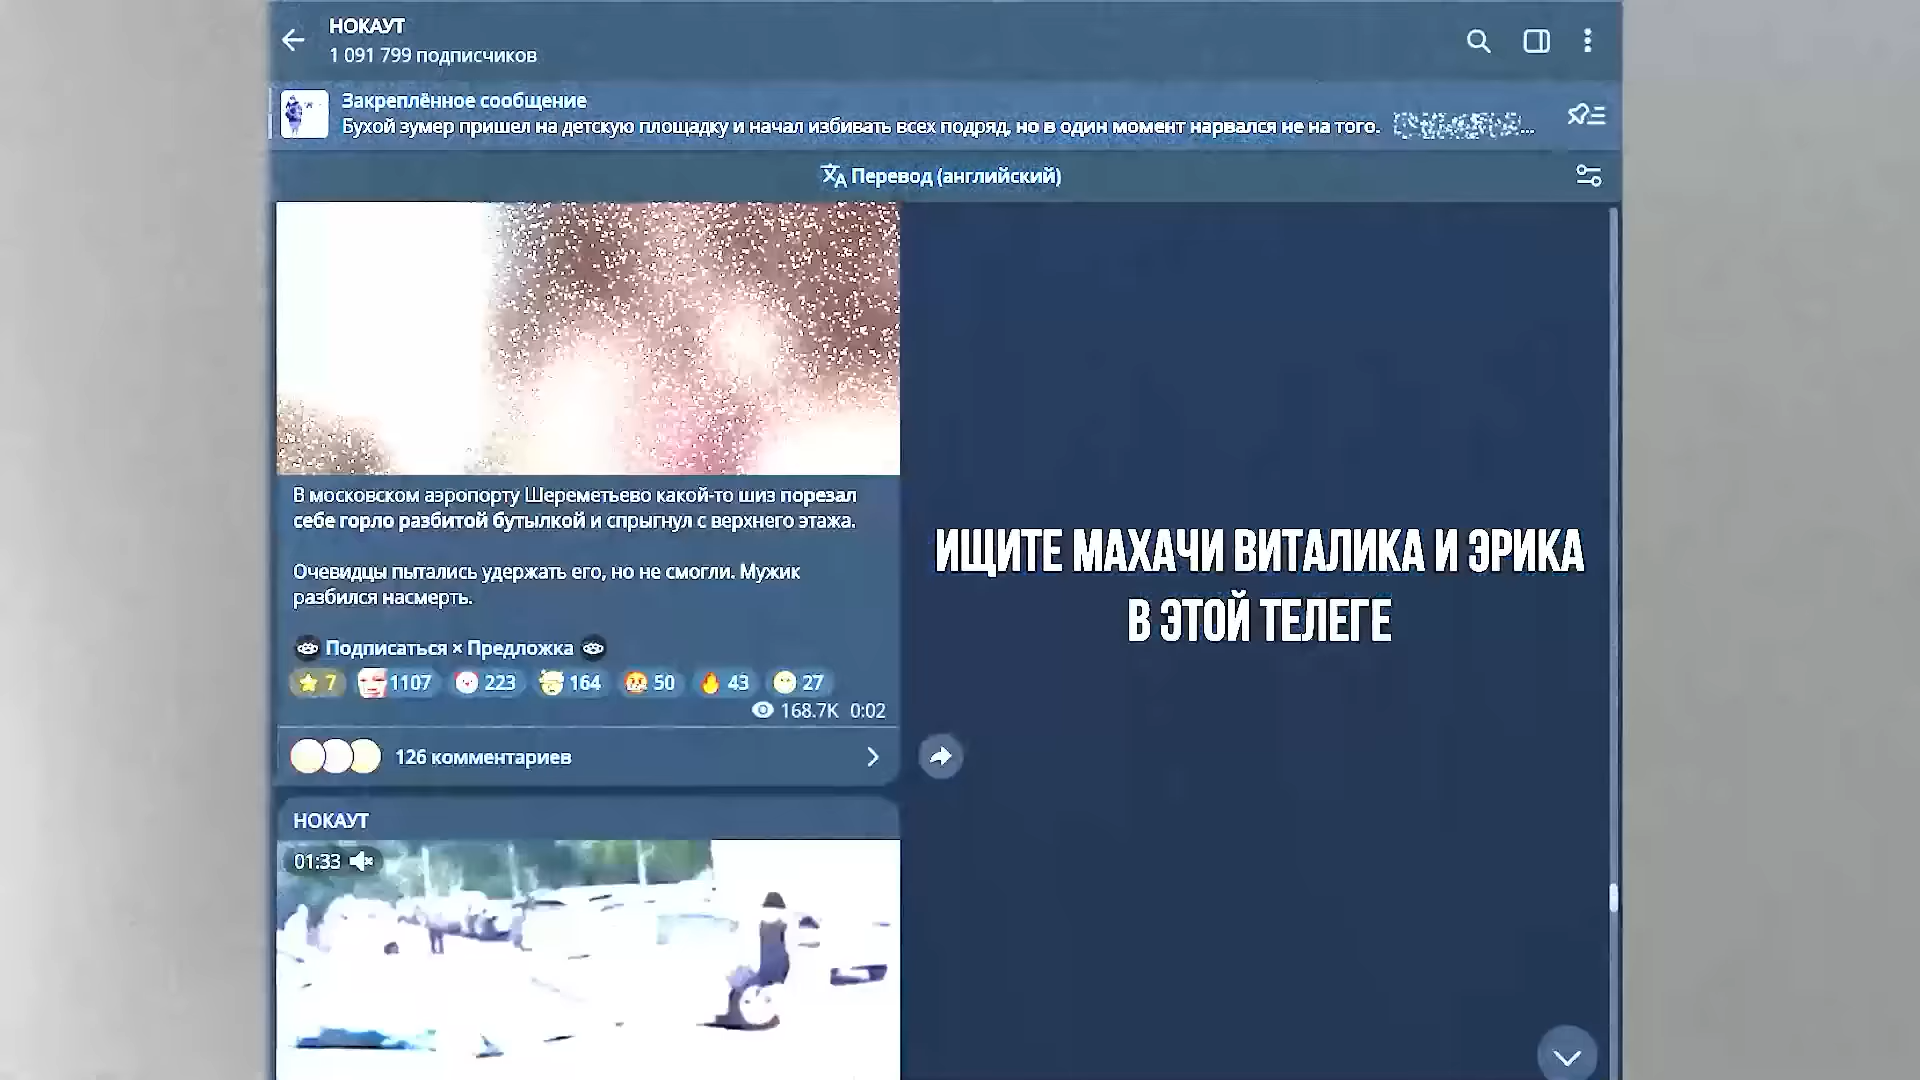 НОКАУТ
1 091 799 подписчиков
Закреплённое сообщение
Бухой зумер пришел на детскую площадку и начал избивать всех подряд, но в один момент нарвался не на того. ...
Перевод (английский)
В московском аэропорту Шереметьево какой-то шиз порезал
себе горло разбитой бутылкой и спрыгнул с верхнего этажа.
Очевидцы пытались удержать его, но не смогли. Мужик
разбился насмерть.
Подписаться × Предложка
7 1107 223 164 50 43 27
168.7K 0:02
126 комментариев
ИЩИТЕ МАХАЧИ ВИТАЛИКА И ЭРИКА
В ЭТОЙ ТЕЛЕГЕ
НОКАУТ
01:33